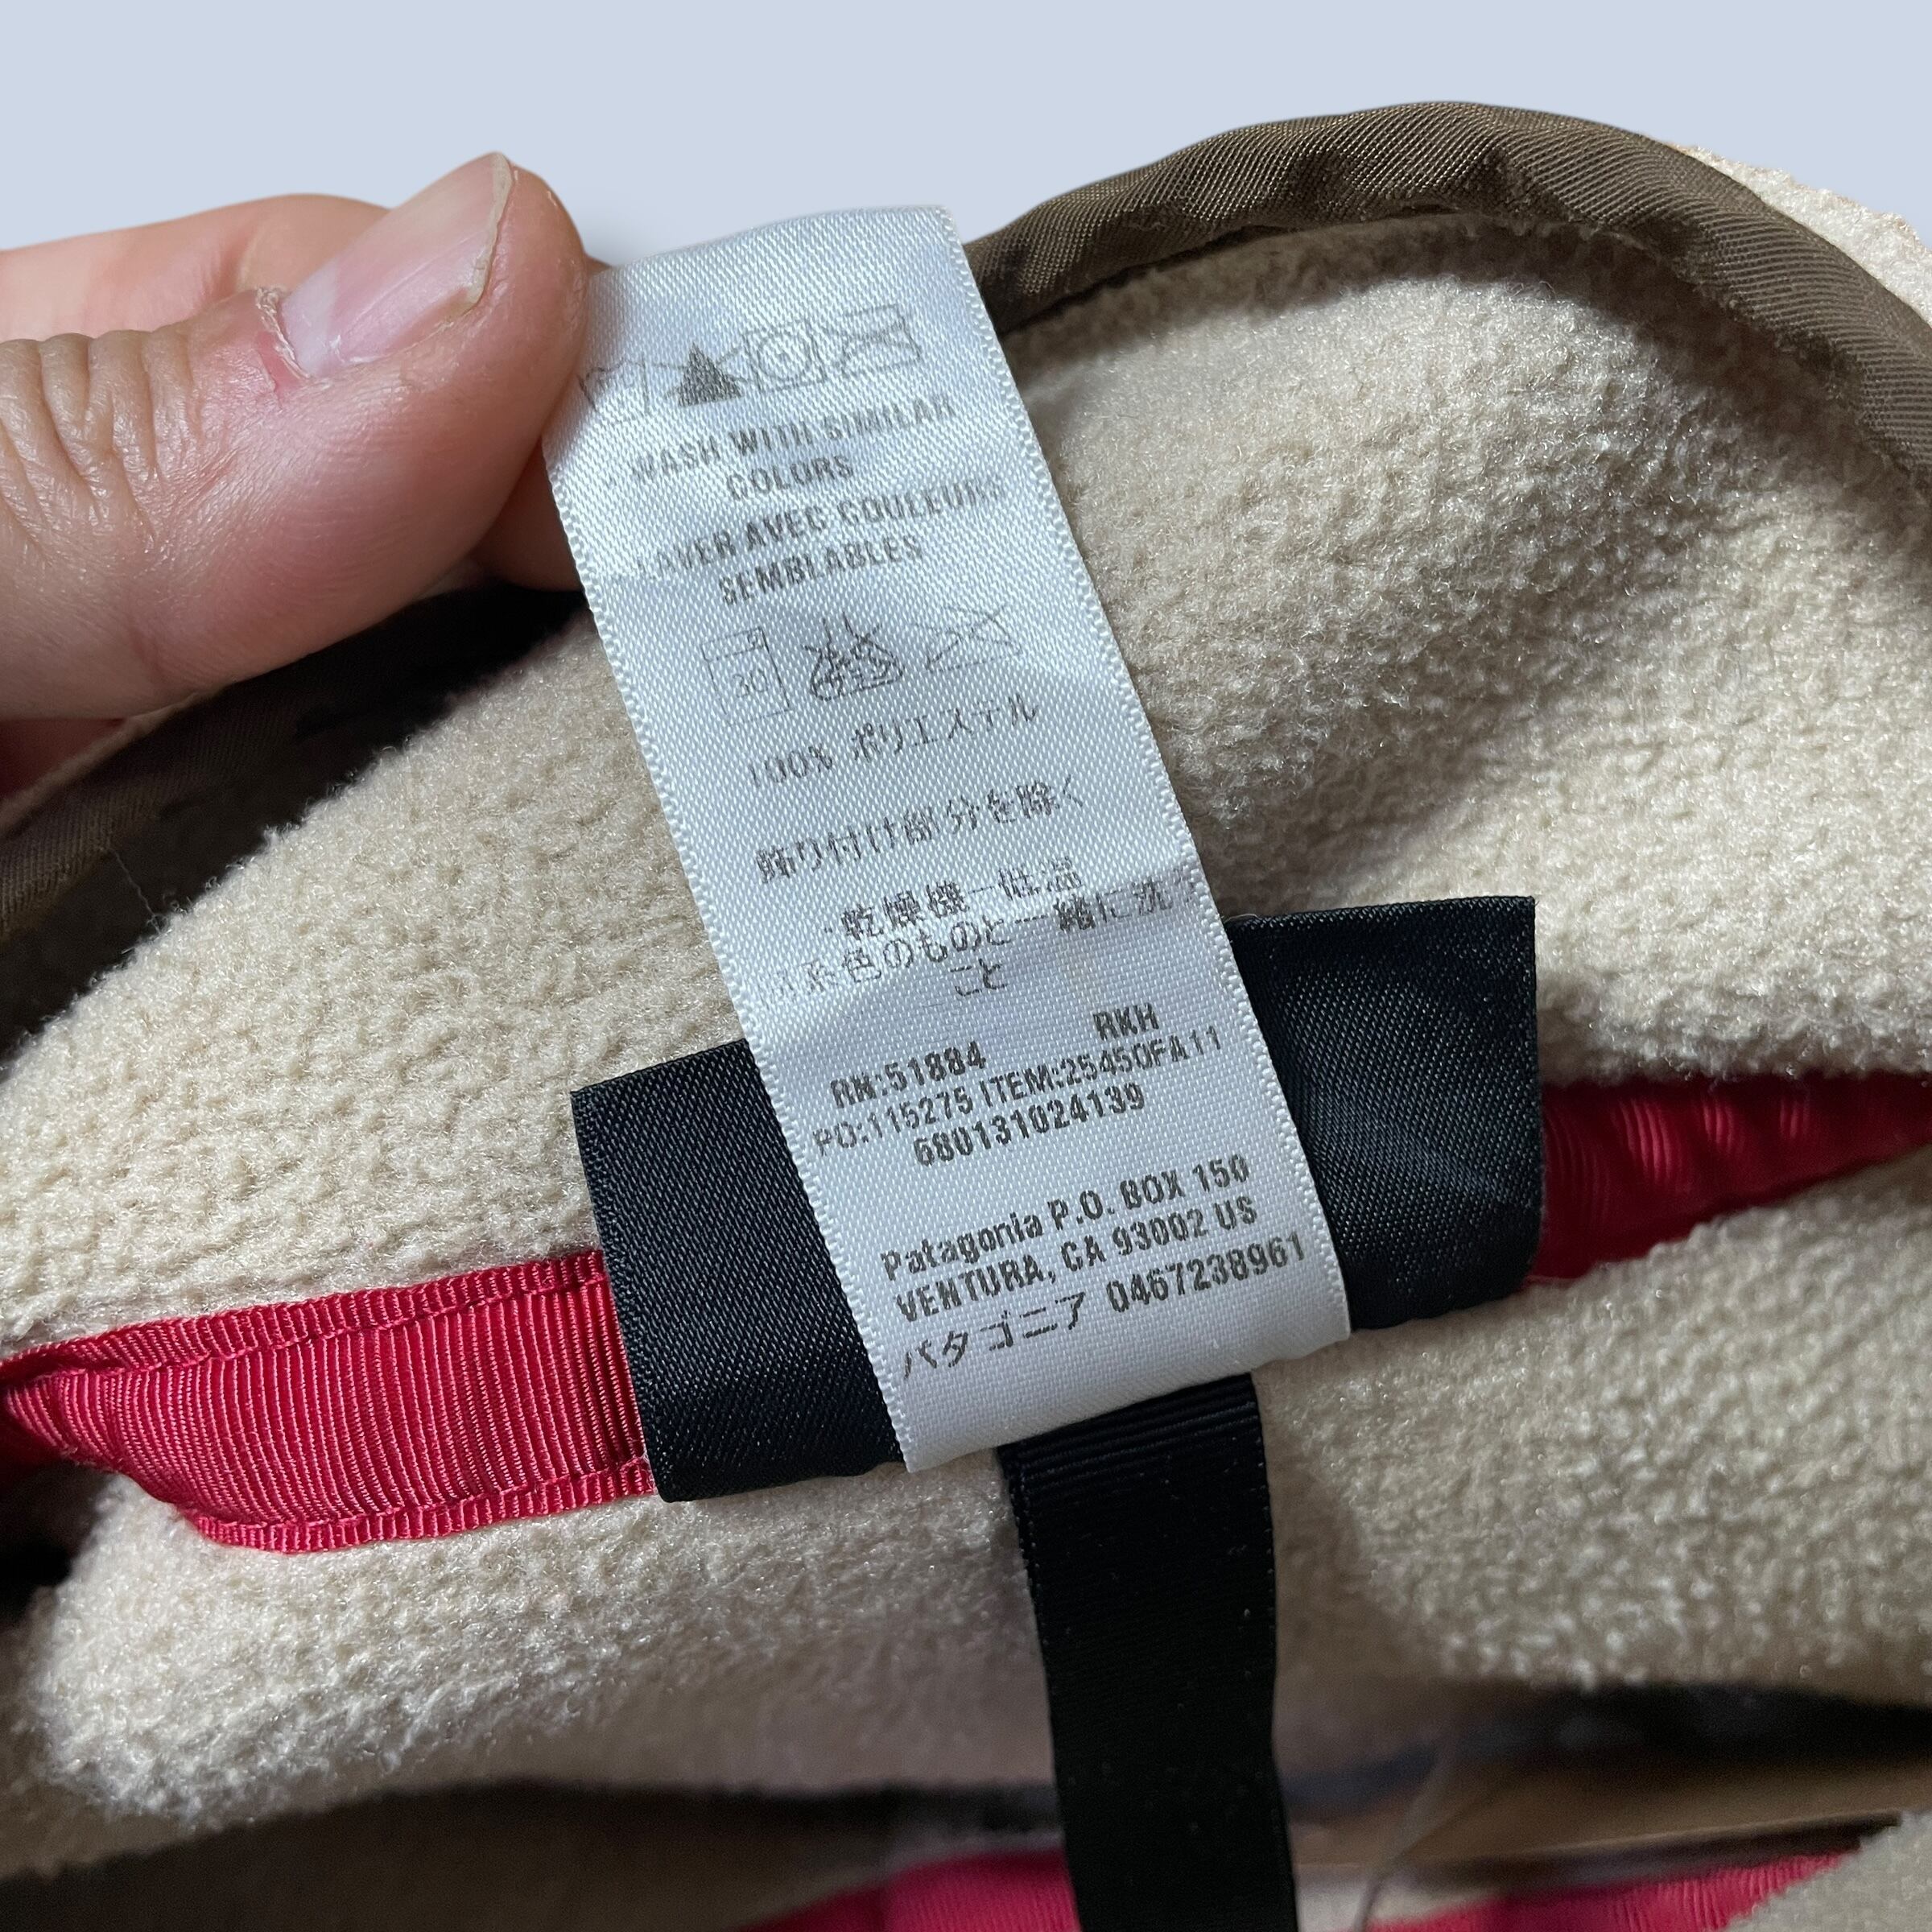 WASH WITH SIMILAR
COLORS
LAVER AVEC COULEURS
SEMBLABLES
30
100% ポリエステル
飾り付け部分を除く
乾燥機-低温
系色のものと一緒に洗
こと
RKH
RN:51884
PO:115275 ITEM:25450FA11
680131024139
Patagonia P.O. BOX 150
VENTURA, CA 93002 US
パタゴニア 0467238961